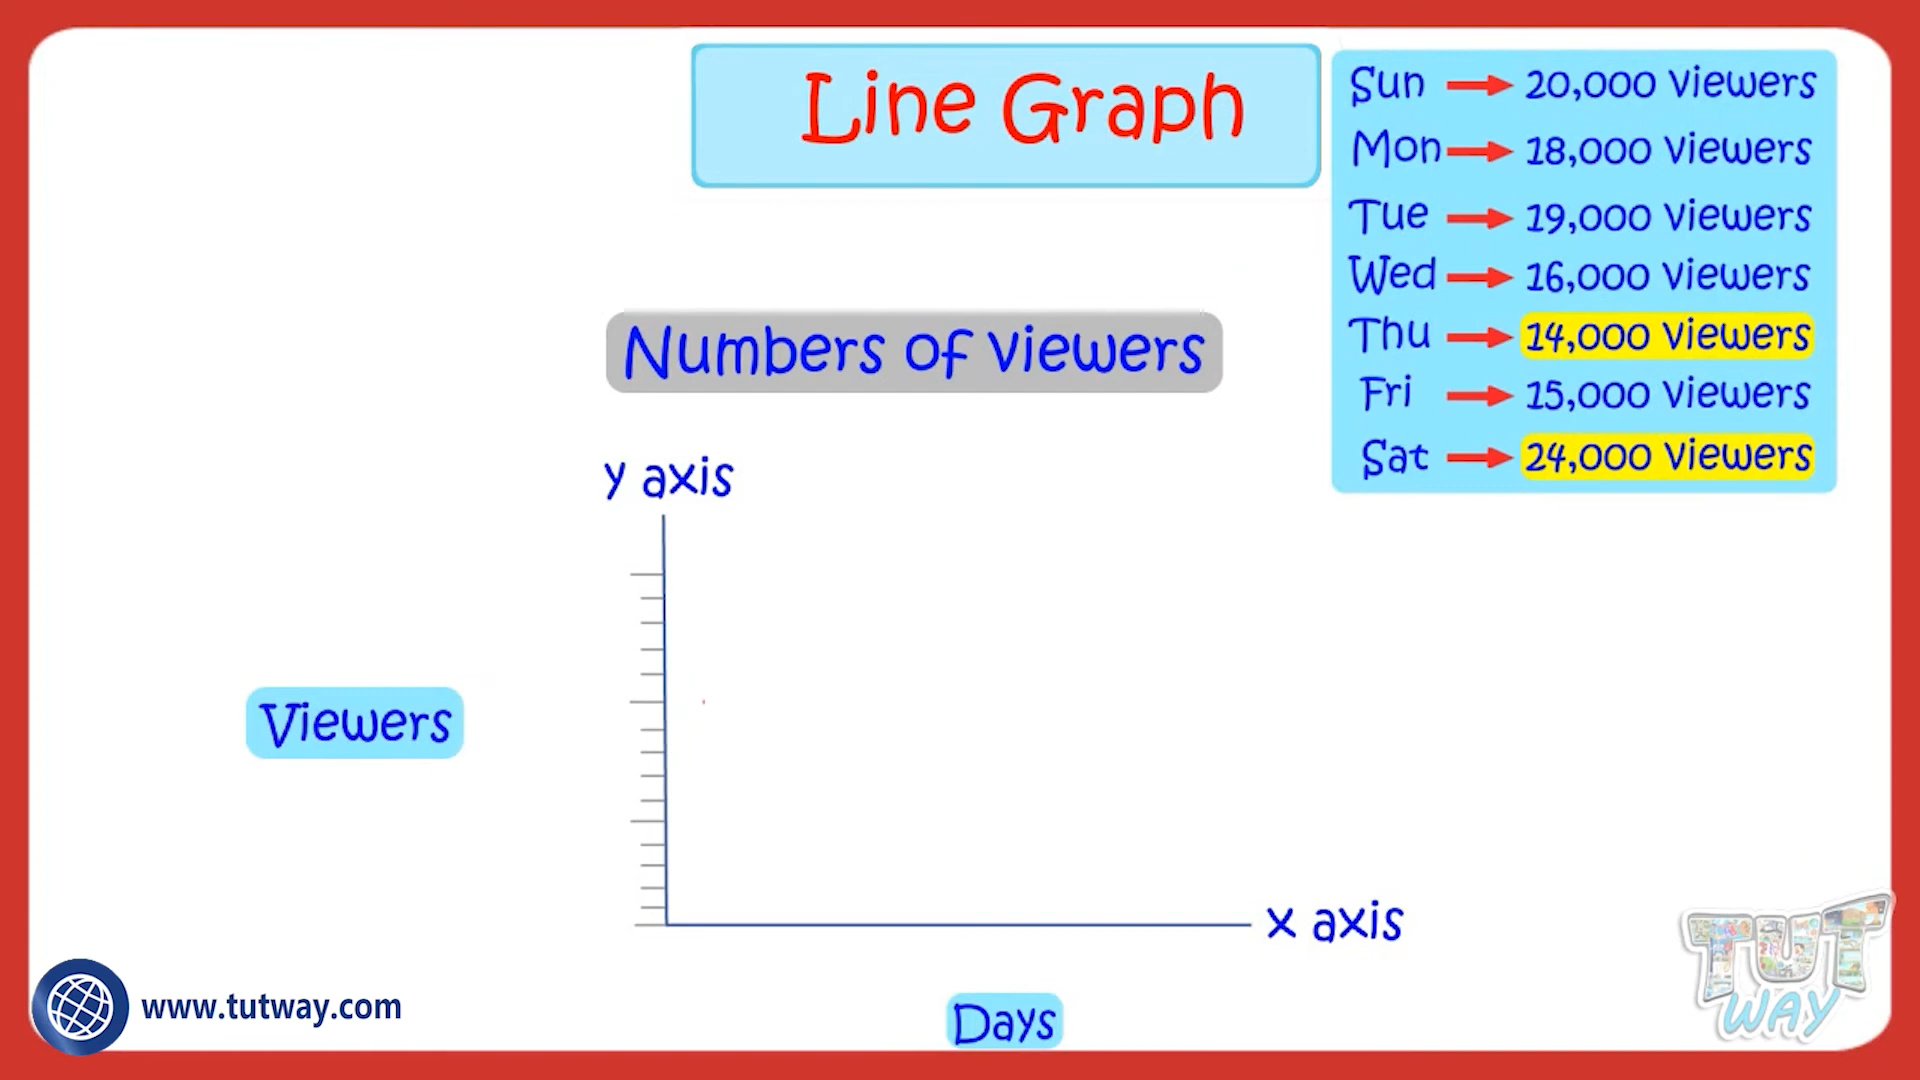 Line Graph
Sun 20,000 Viewers
Mon 18,000 Viewers
Tue 19,000 Viewers
Wed 16,000 Viewers
Thu 14,000 Viewers
Fri 15,000 Viewers
Sat 24,000 Viewers
Numbers of viewers
y axis
Viewers
x axis
Days
www.tutway.com
TUT
WAY